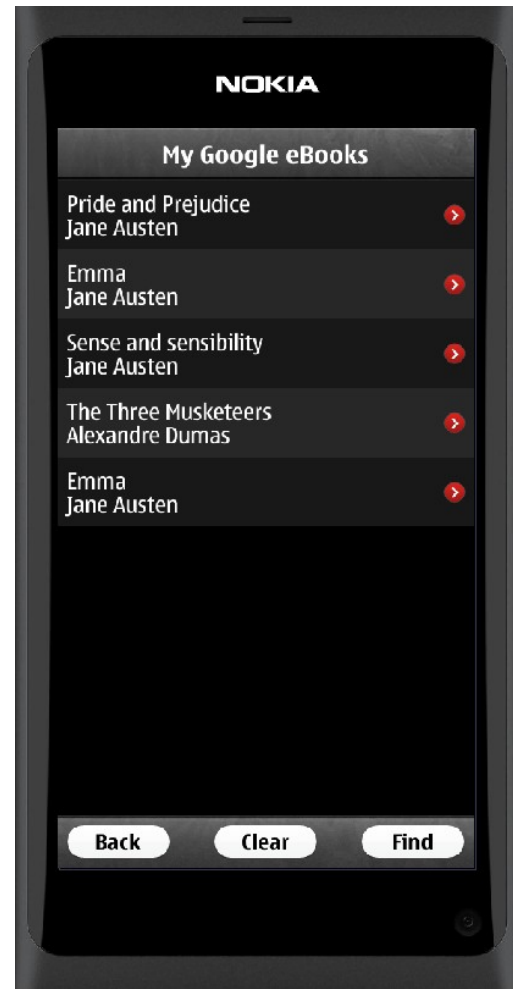 NOKIA
My Google eBooks
Pride and Prejudice
Jane Austen
Emma
Jane Austen
Sense and sensibility
Jane Austen
The Three Musketeers
Alexandre Dumas
Emma
Jane Austen
Back Clear Find